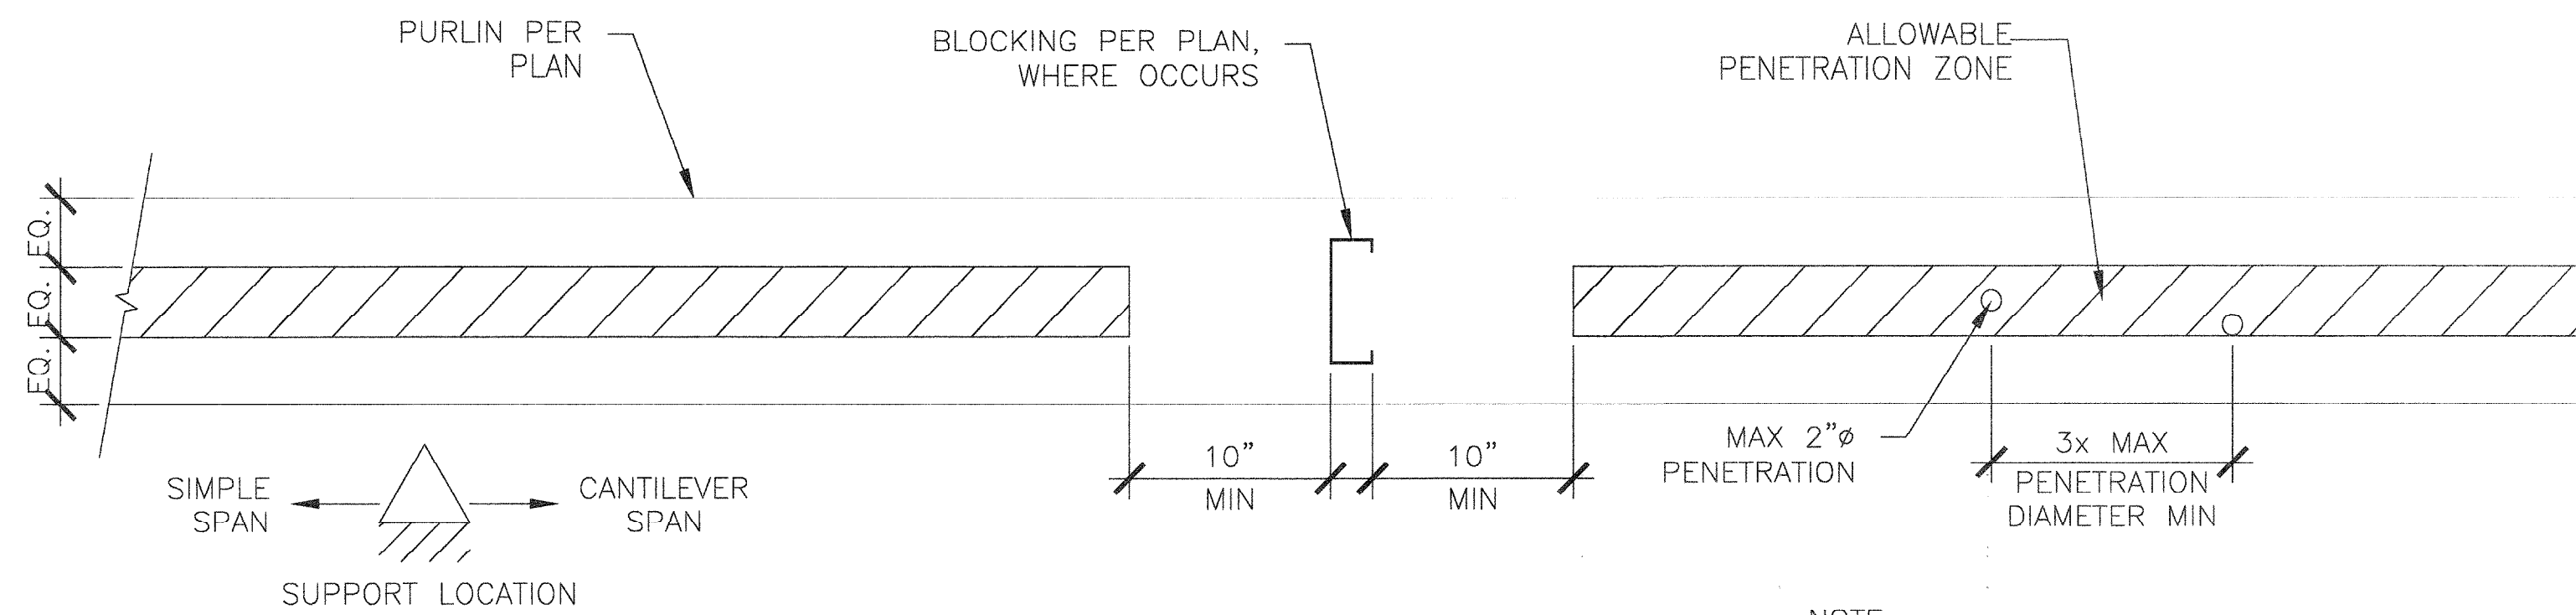 PURLIN PER
PLAN
BLOCKING PER PLAN,
WHERE OCCURS
ALLOWABLE
PENETRATION ZONE
EQ.
EQ.
EQ.
SIMPLE
SPAN
CANTILEVER
SPAN
SUPPORT LOCATION
10"
MIN
10"
MIN
MAX 2"ø
PENETRATION
3x MAX
PENETRATION
DIAMETER MIN
NOTE